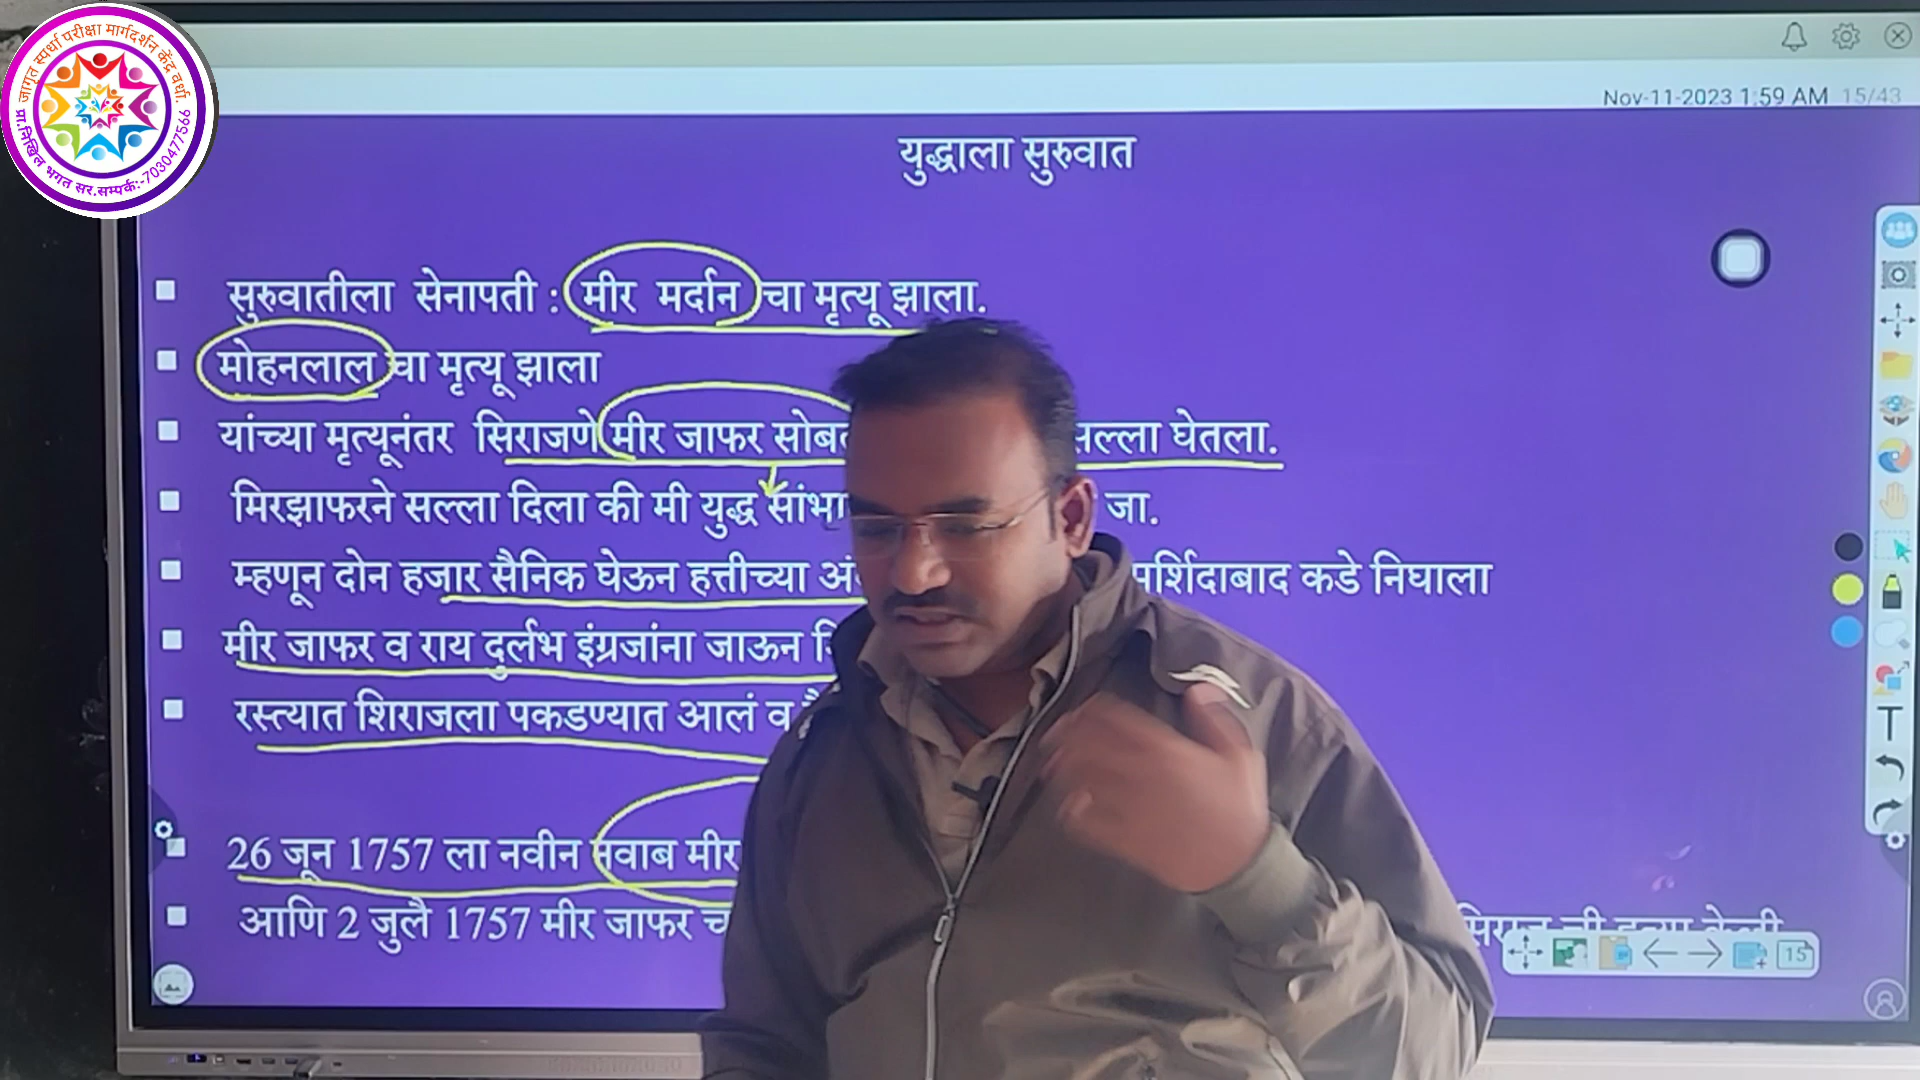 जागृत स्पर्धा परीक्षा मार्गदर्शन केंद्र वर्धा.
प्रा.निखिल भगत सर.सम्पर्क:-7030477566
Nov-11-2023 1:59 AM 15/43
युद्धाला सुरुवात
सुरुवातीला सेनापती : मीर मर्दान चा मृत्यू झाला.
मोहनलाल चा मृत्यू झाला
यांच्या मृत्यूनंतर सिराजणे मीर जाफर सोबत सल्ला घेतला.
मिरझाफरने सल्ला दिला की मी युद्ध जा.
म्हणून दोन हजार सैनिक घेऊन हत्तीच्या कडे निघाला
मीर जाफर व राय दुर्लभ इंग्रजांना जाऊन
रस्त्यात शिराजला पकडण्यात आलं व
26 जून 1757 ला नवीन नवाब मीर
आणि 2 जुलै 1757 मीर जाफर
T
15